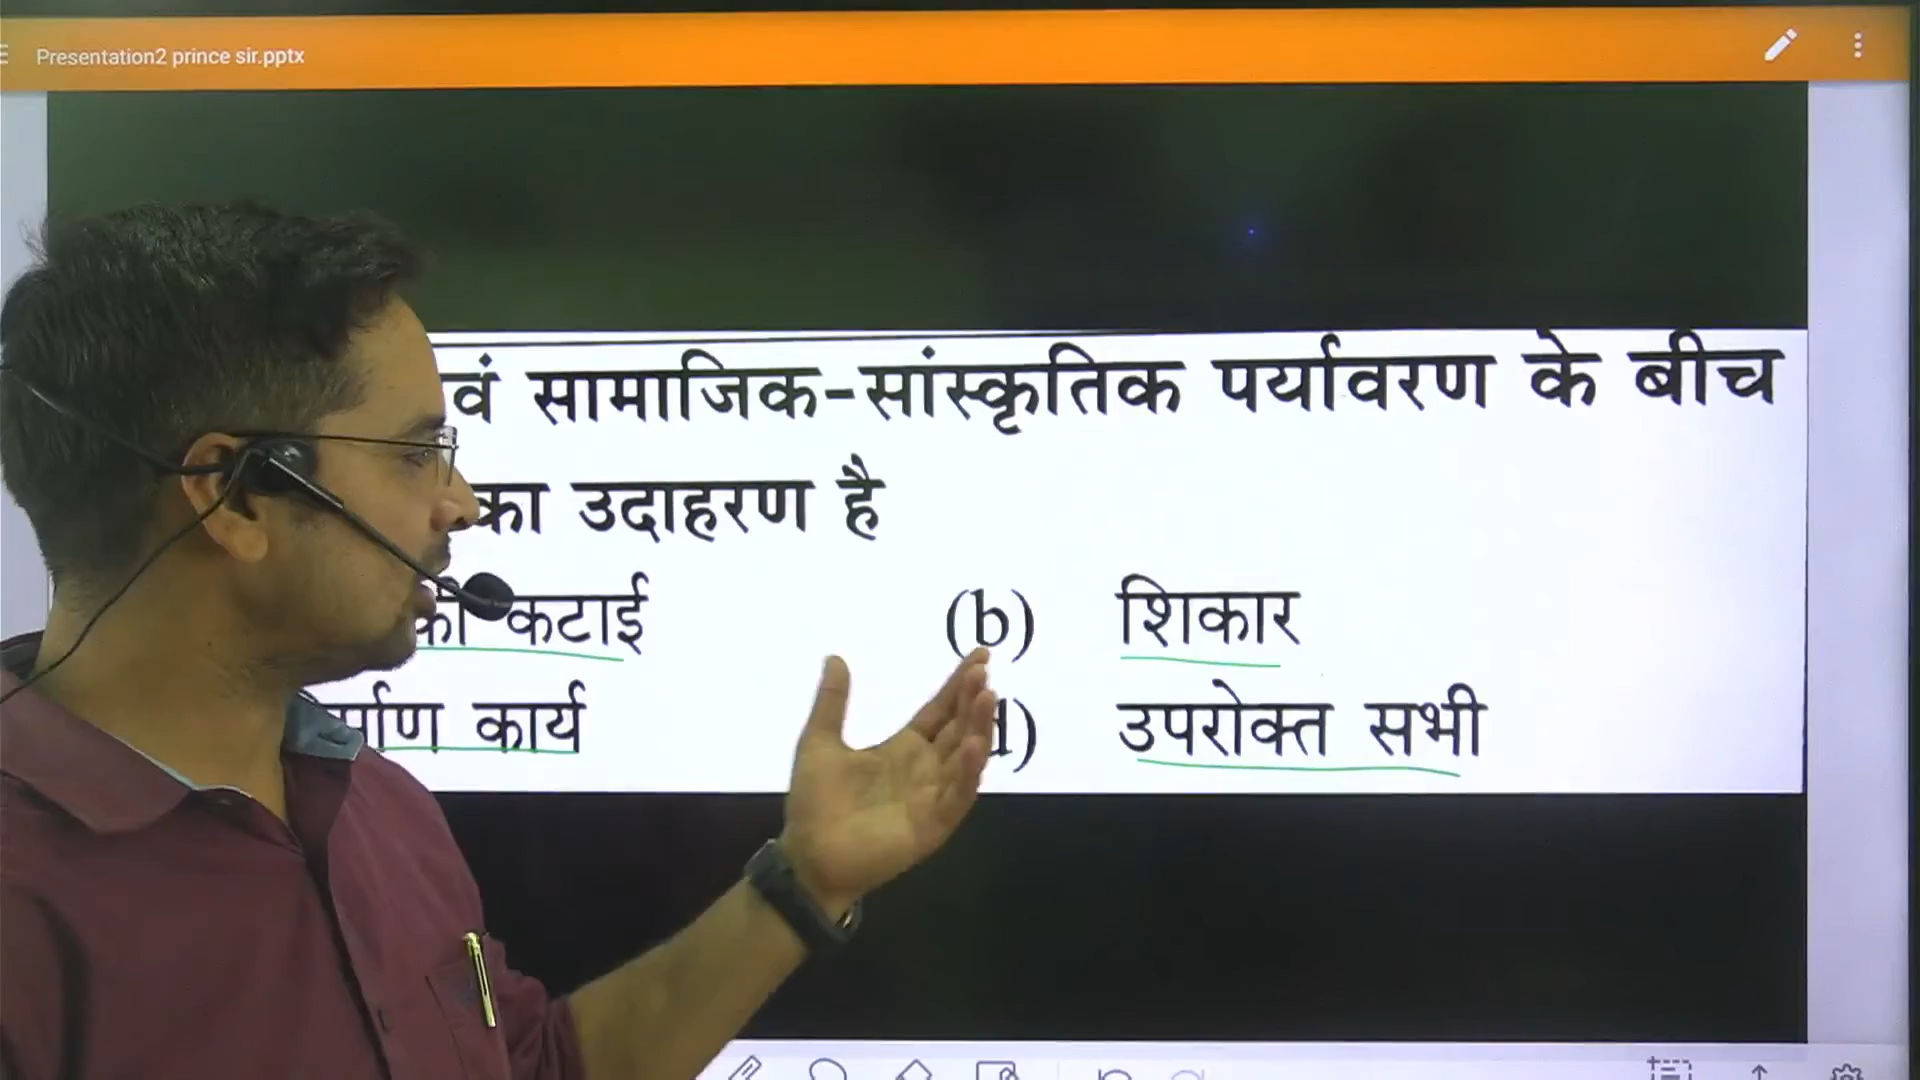 Presentation2 prince sir.pptx
सामाजिक-सांस्कृतिक पर्यावरण के बीच
का उदाहरण है
की कटाई (b) शिकार
कार्य उपरोक्त सभी